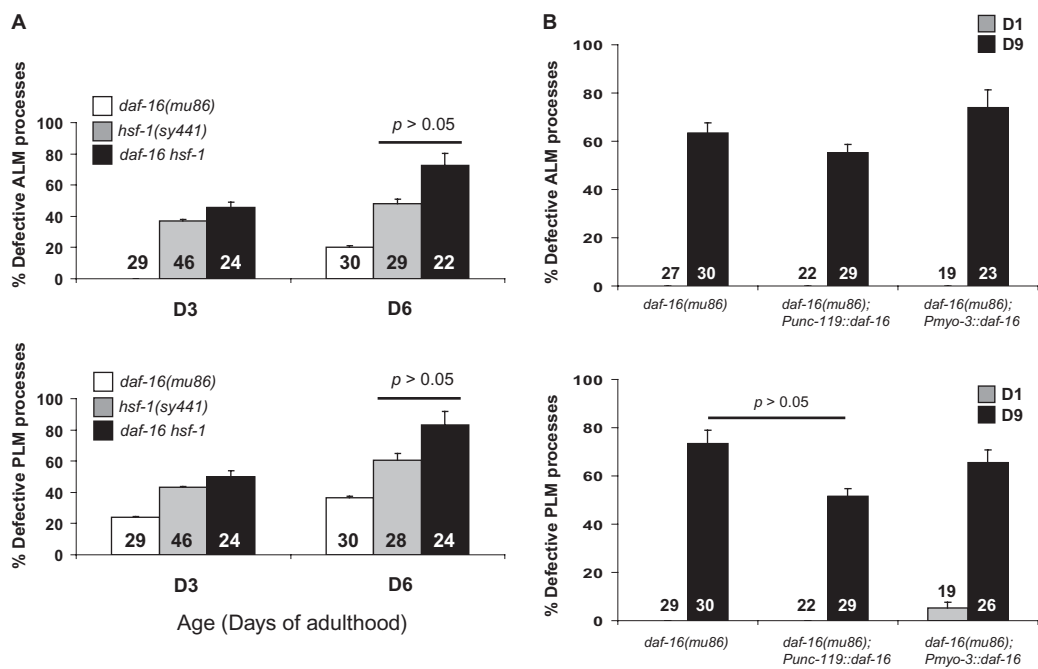 A
daf-16(mu86)
hsf-1(sy441)
daf-16 hsf-1
p > 0.05
% Defective ALM processes
100
80
60
40
20
0
29
46
24
30
29
22
D3
D6
daf-16(mu86)
hsf-1(sy441)
daf-16 hsf-1
p > 0.05
% Defective PLM processes
100
80
60
40
20
0
29
46
24
30
28
24
D3
D6
Age (Days of adulthood)
B
D1
D9
% Defective ALM processes
100
80
60
40
20
0
27
30
22
29
19
23
daf-16(mu86)
daf-16(mu86);
Punc-119::daf-16
daf-16(mu86);
Pmyo-3::daf-16
D1
D9
p > 0.05
% Defective PLM processes
100
80
60
40
20
0
29
30
22
29
19
26
daf-16(mu86)
daf-16(mu86);
Punc-119::daf-16
daf-16(mu86);
Pmyo-3::daf-16